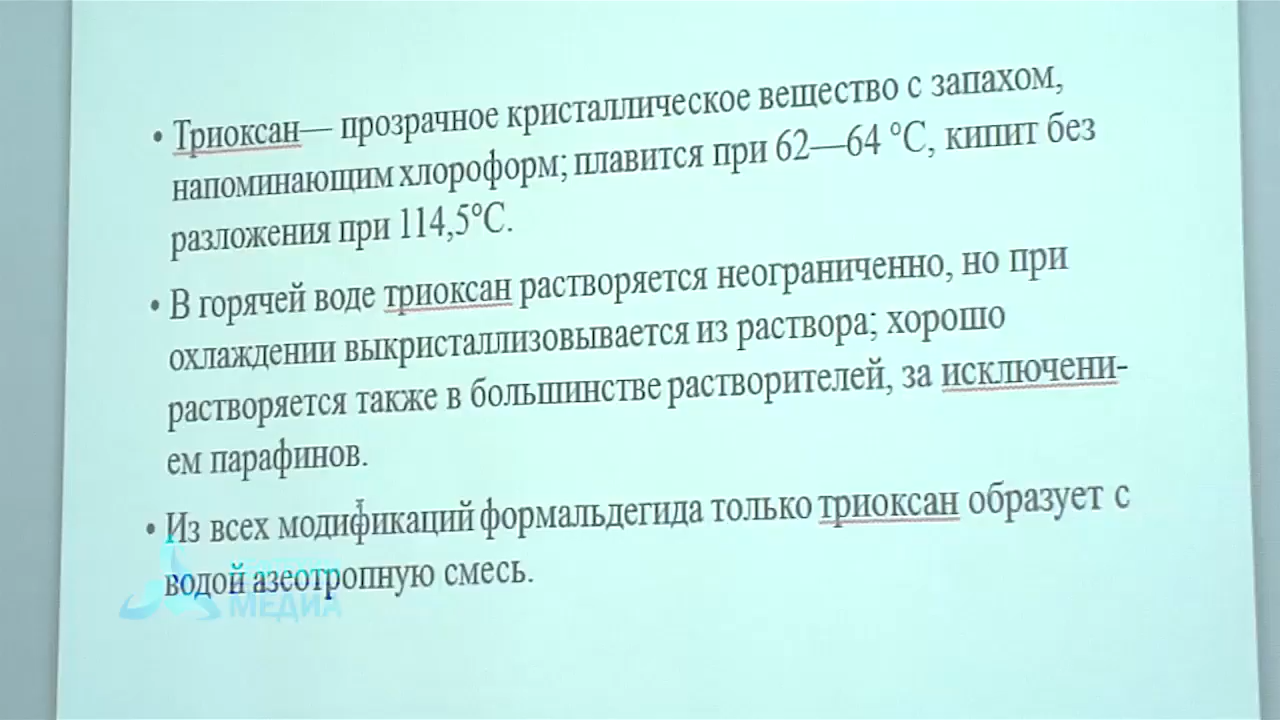 • Триоксан— прозрачное кристаллическое вещество с запахом,
напоминающим хлороформ; плавится при 62—64 °С, кипит без
разложения при 114,5°С.
• В горячей воде триоксан растворяется неограниченно, но при
охлаждении выкристаллизовывается из раствора; хорошо
растворяется также в большинстве растворителей, за исключени-
ем парафинов.
• Из всех модификаций формальдегида только триоксан образует с
водой азеотропную смесь.
МЕДИА